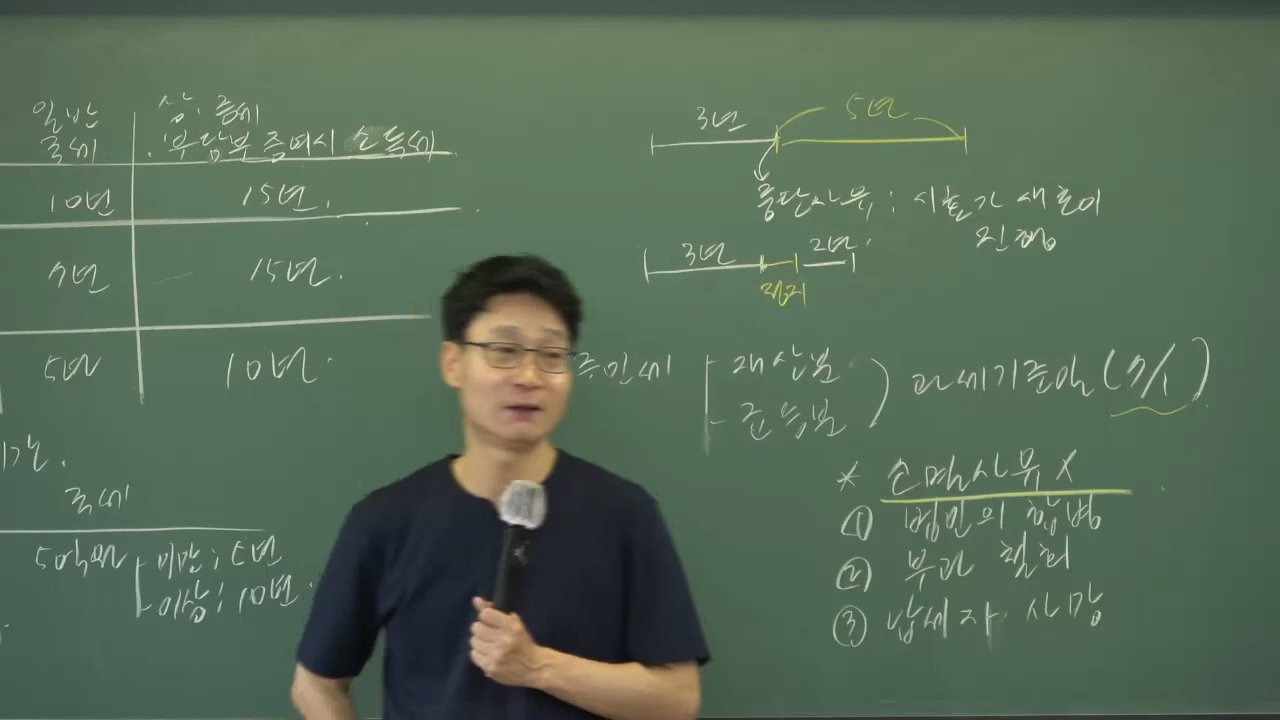 일반 상.증세
국세 . 부담부 증여시 소득세
10년 15년.
7년 15년.
5년 10년.
국세
5억원 미만 ; 5년
이상 ; 10년.
3년 5년
중단사유 ; 시효가 새로이
진행
3년 2년.
정지
주민세 재산분 과세기준일 (7/1)
균등분
* 소멸사유 X
① 법인의 합병
② 부과 철회
③ 납세자 사망